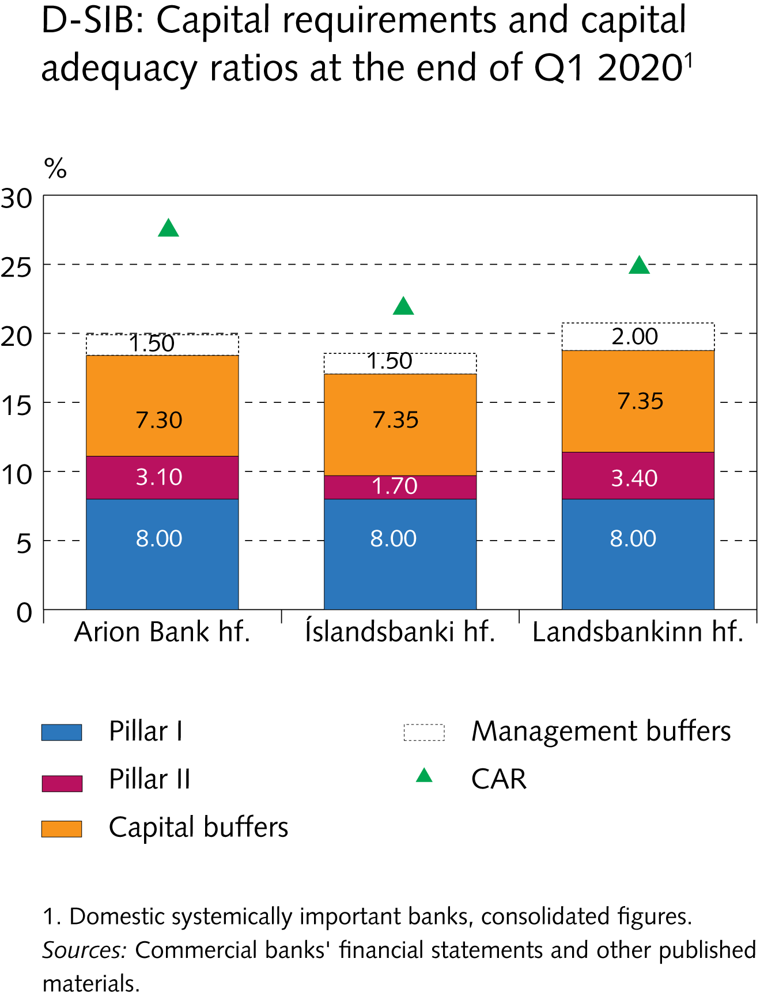 D-SIB: Capital requirements and capital
adequacy ratios at the end of Q1 2020¹
%
30
25
20
15
10
5
0
1.50
7.30
3.10
8.00
1.50
7.35
1.70
8.00
2.00
7.35
3.40
8.00
Arion Bank hf.
Íslandsbanki hf.
Landsbankinn hf.
Pillar I
Pillar II
Capital buffers
Management buffers
CAR
1. Domestic systemically important banks, consolidated figures.
Sources: Commercial banks' financial statements and other published
materials.